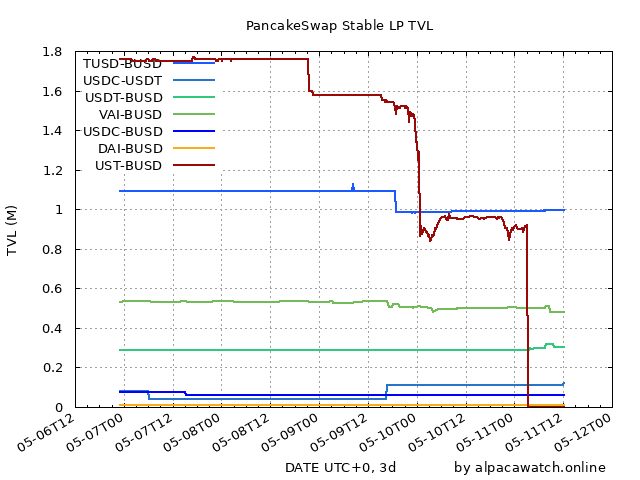 PancakeSwap Stable LP TVL
TVL (M)
1.8
1.6
1.4
1.2
1
0.8
0.6
0.4
0.2
0
TUSD-BUSD
USDC-USDT
USDT-BUSD
VAI-BUSD
USDC-BUSD
DAI-BUSD
UST-BUSD
05-06T12
05-07T00
05-07T12
05-08T00
05-08T12
05-09T00
05-09T12
05-10T00
05-10T12
05-11T00
05-11T12
05-12T00
DATE UTC+0, 3d
by alpacawatch.online